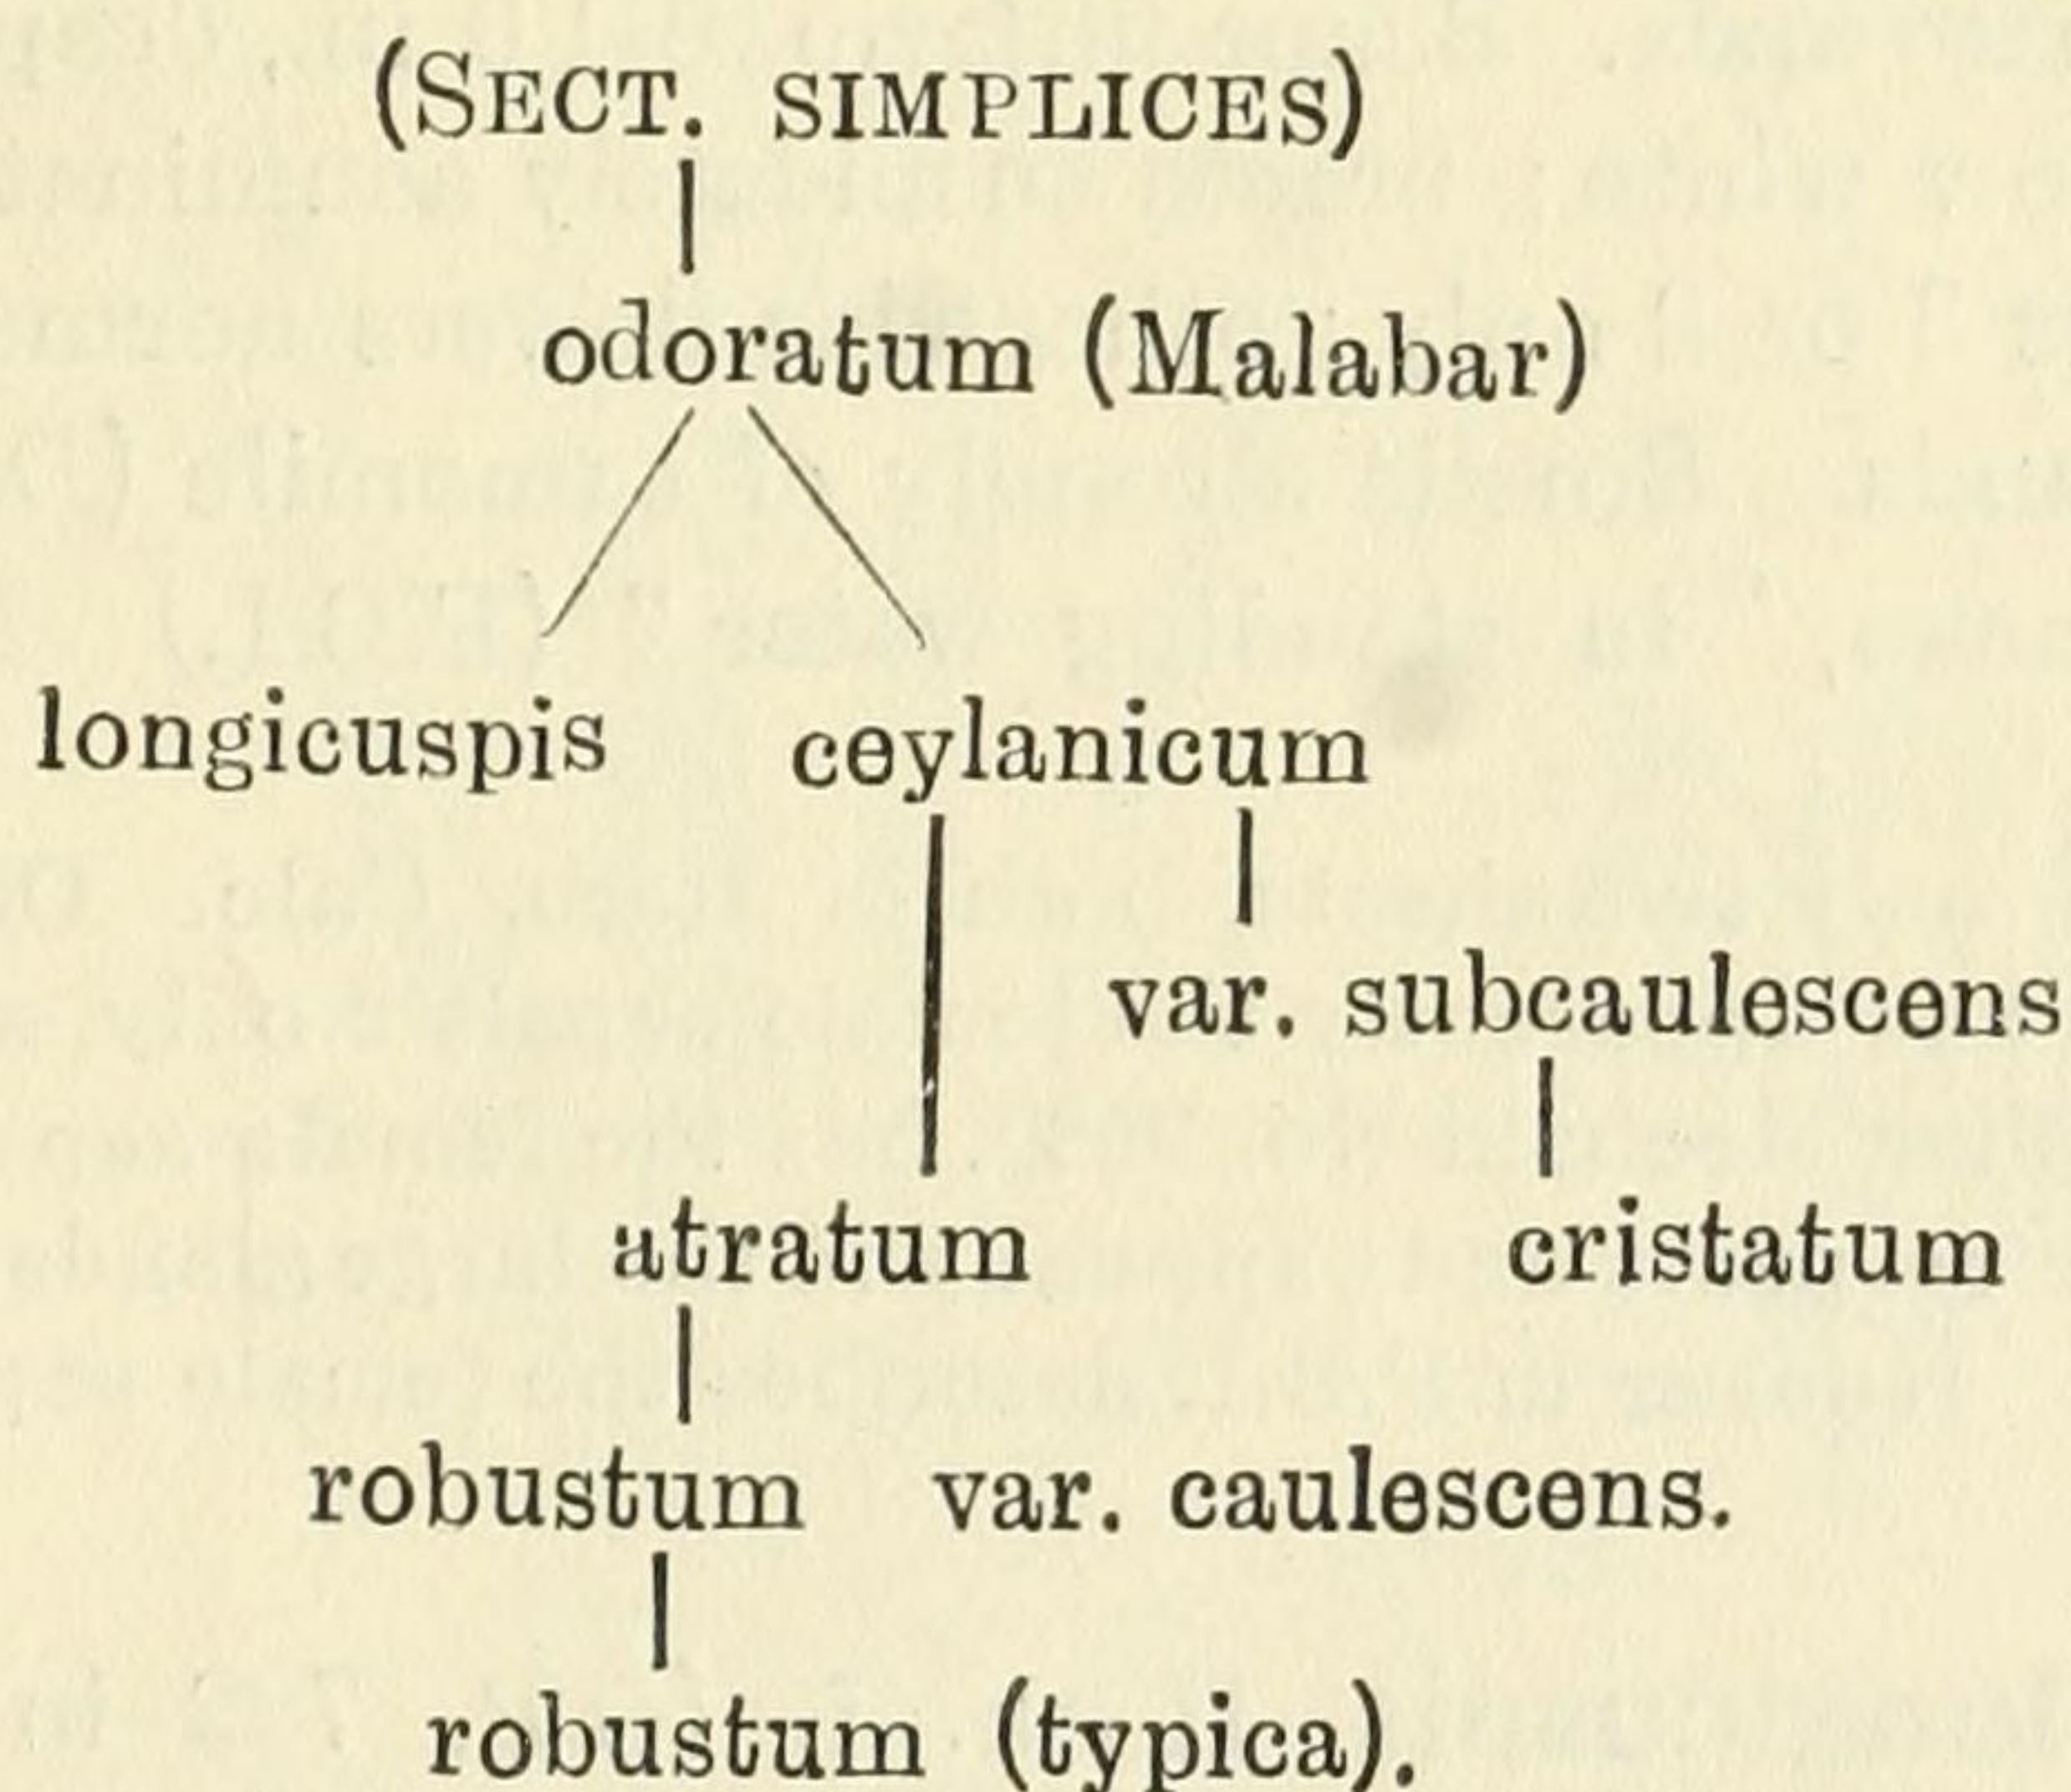 (SECT. SIMPLICES)
odoratum (Malabar)
longicuspis ceylanicum
var. subcaulescens
atratum cristatum
robustum var. caulescens.
robustum (typica).